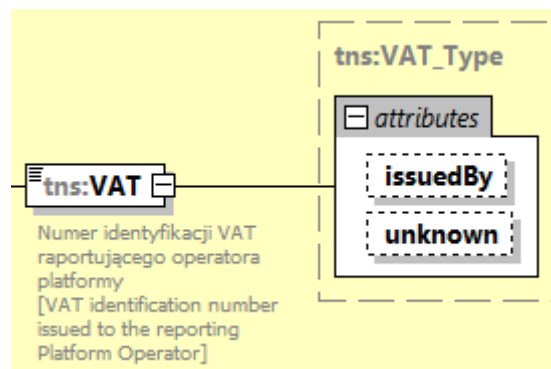 tns:VAT_Type
attributes
issuedBy
unknown
tns:VAT
Numer identyfikacji VAT
raportującego operatora
platformy
[VAT identification number
issued to the reporting
Platform Operator]